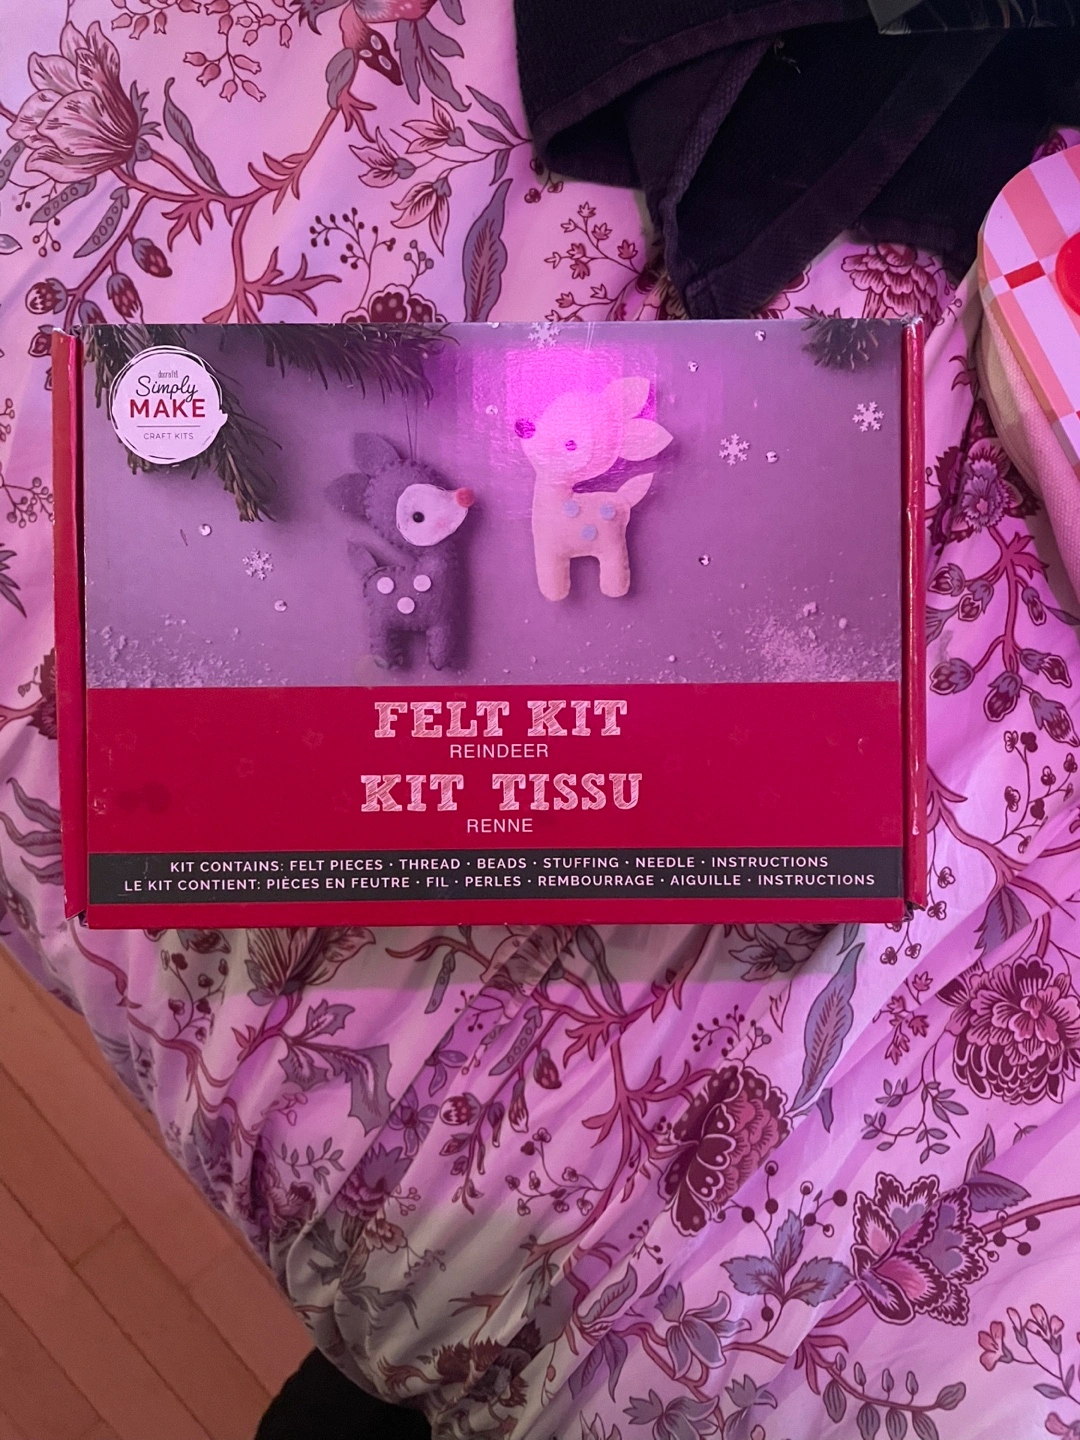 docrafts
Simply
MAKE
CRAFT KITS
FELT KIT
REINDEER
KIT TISSU
RENNE
KIT CONTAINS: FELT PIECES • THREAD • BEADS • STUFFING • NEEDLE • INSTRUCTIONS
LE KIT CONTIENT: PIÈCES EN FEUTRE • FIL • PERLES • REMBOURRAGE • AIGUILLE • INSTRUCTIONS